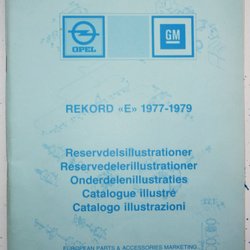 OPEL
GM
REKORD «E» 1977-1979
Reservdelsillustrationer
Reservedelerillustrationer
Onderdelenillustraties
Catalogue illustré
Catalogo illustrazioni
EUROPEAN PARTS & ACCESSORIES MARKETING